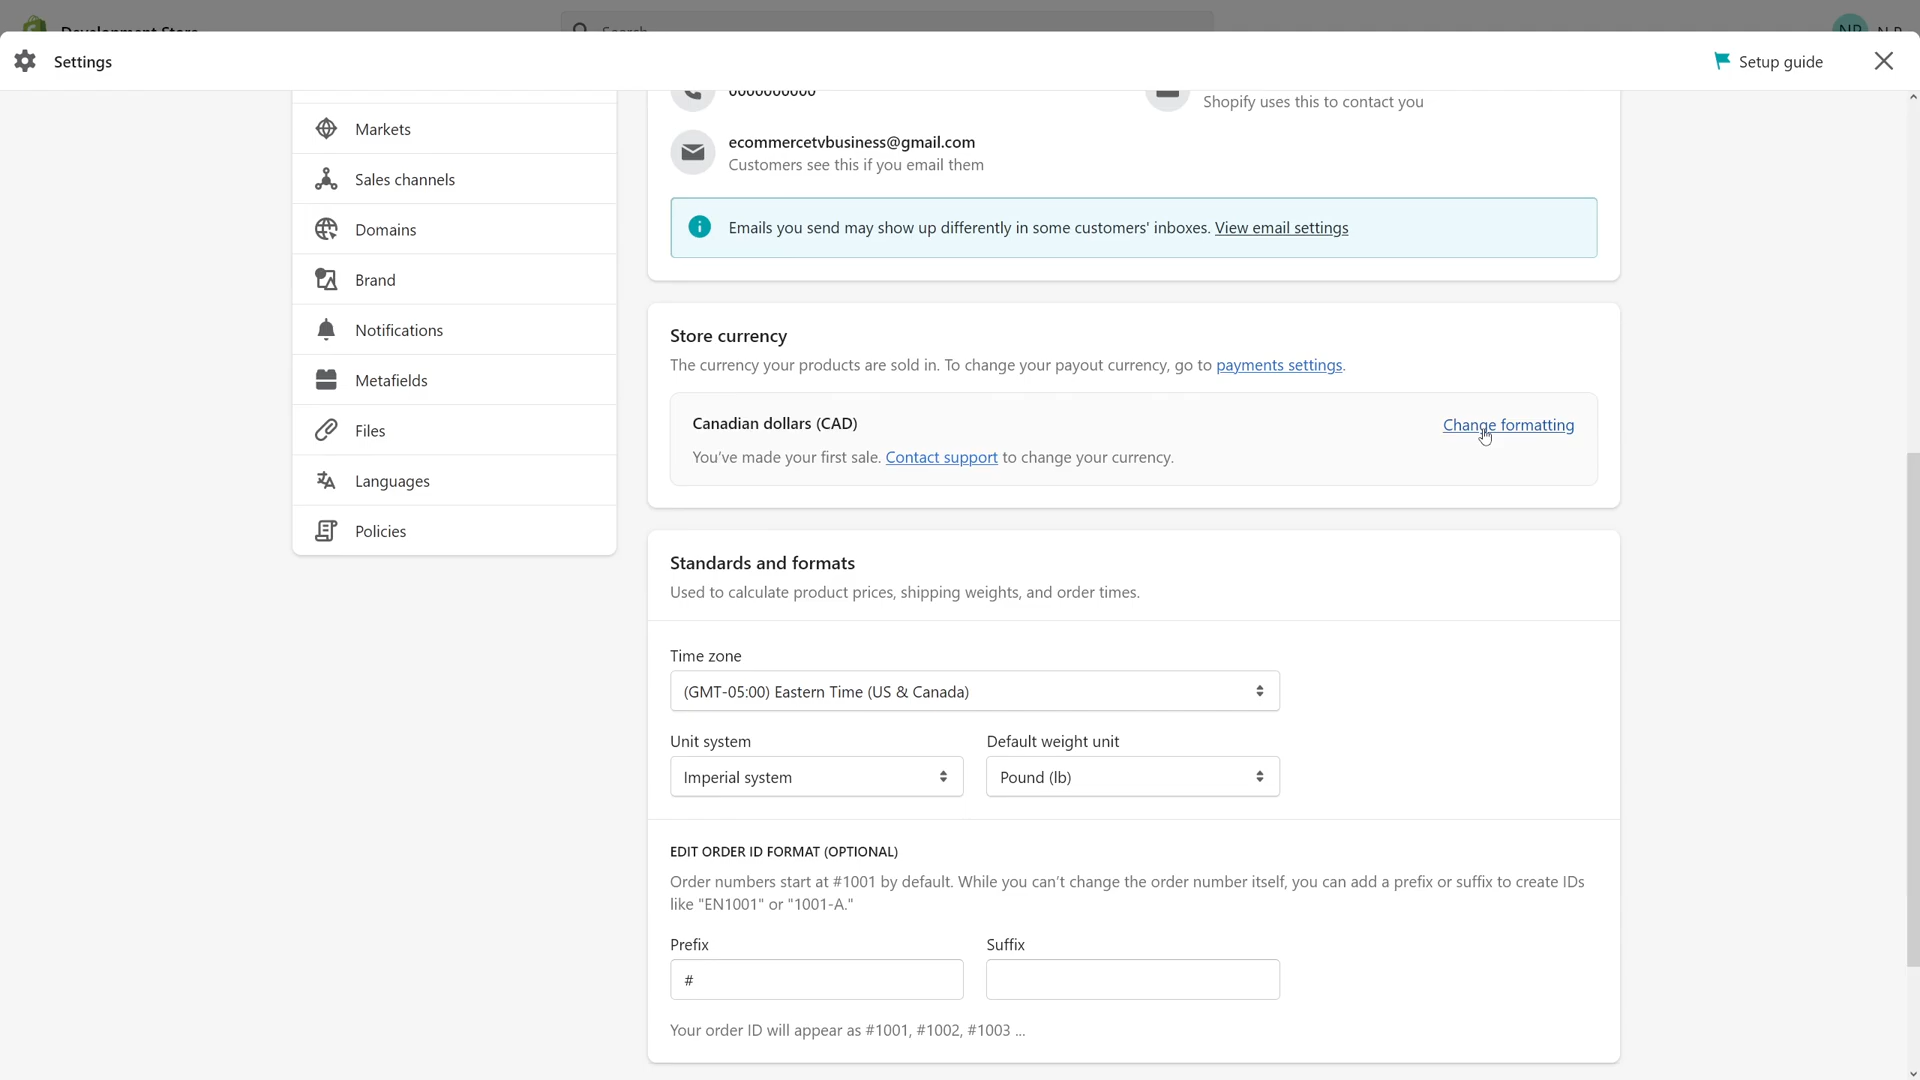 Development Store
Search
NP
N P
Settings
Setup guide
Markets
Sales channels
Domains
Brand
Notifications
Metafields
Files
Languages
Policies
0000000000
Shopify uses this to contact you
ecommercetvbusiness@gmail.com
Customers see this if you email them
Emails you send may show up differently in some customers' inboxes. View email settings
Store currency
The currency your products are sold in. To change your payout currency, go to payments settings.
Canadian dollars (CAD)
Change formatting
You've made your first sale. Contact support to change your currency.
Standards and formats
Used to calculate product prices, shipping weights, and order times.
Time zone
(GMT-05:00) Eastern Time (US & Canada)
Unit system
Default weight unit
Imperial system
Pound (lb)
EDIT ORDER ID FORMAT (OPTIONAL)
Order numbers start at #1001 by default. While you can't change the order number itself, you can add a prefix or suffix to create IDs
like "EN1001" or "1001-A."
Prefix
Suffix
#
Your order ID will appear as #1001, #1002, #1003 ...